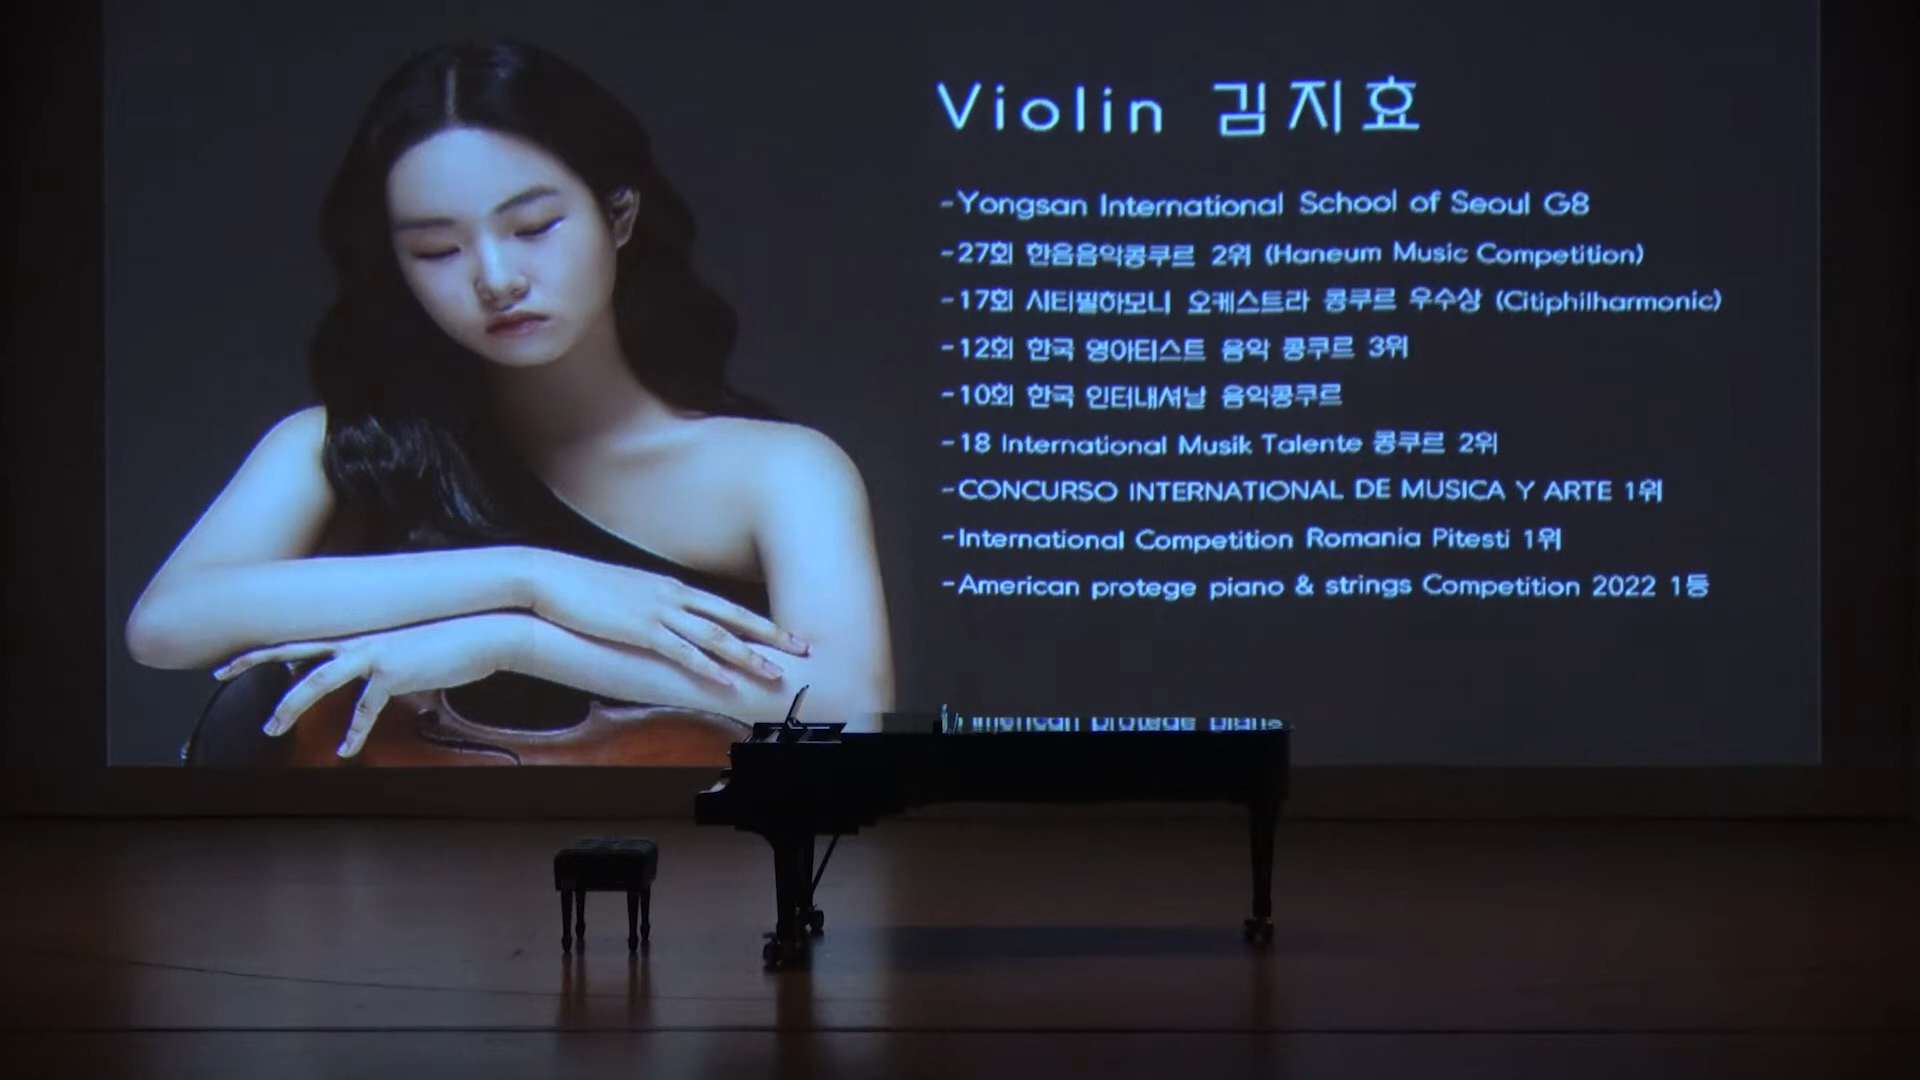 Violin 김지효
-Yongsan International School of Seoul G8
-27회 한음음악콩쿠르 2위 (Haneum Music Competition)
-17회 시티필하모니 오케스트라 콩쿠르 우수상 (Citiphilharmonic)
-12회 한국 영아티스트 음악 콩쿠르 3위
-10회 한국 인터내셔날 음악콩쿠르
-18 International Musik Talente 콩쿠르 2위
-CONCURSO INTERNATIONAL DE MUSICA Y ARTE 1위
-International Competition Romania Pitesti 1위
-American protege piano & strings Competition 2022 1등
American protege piano